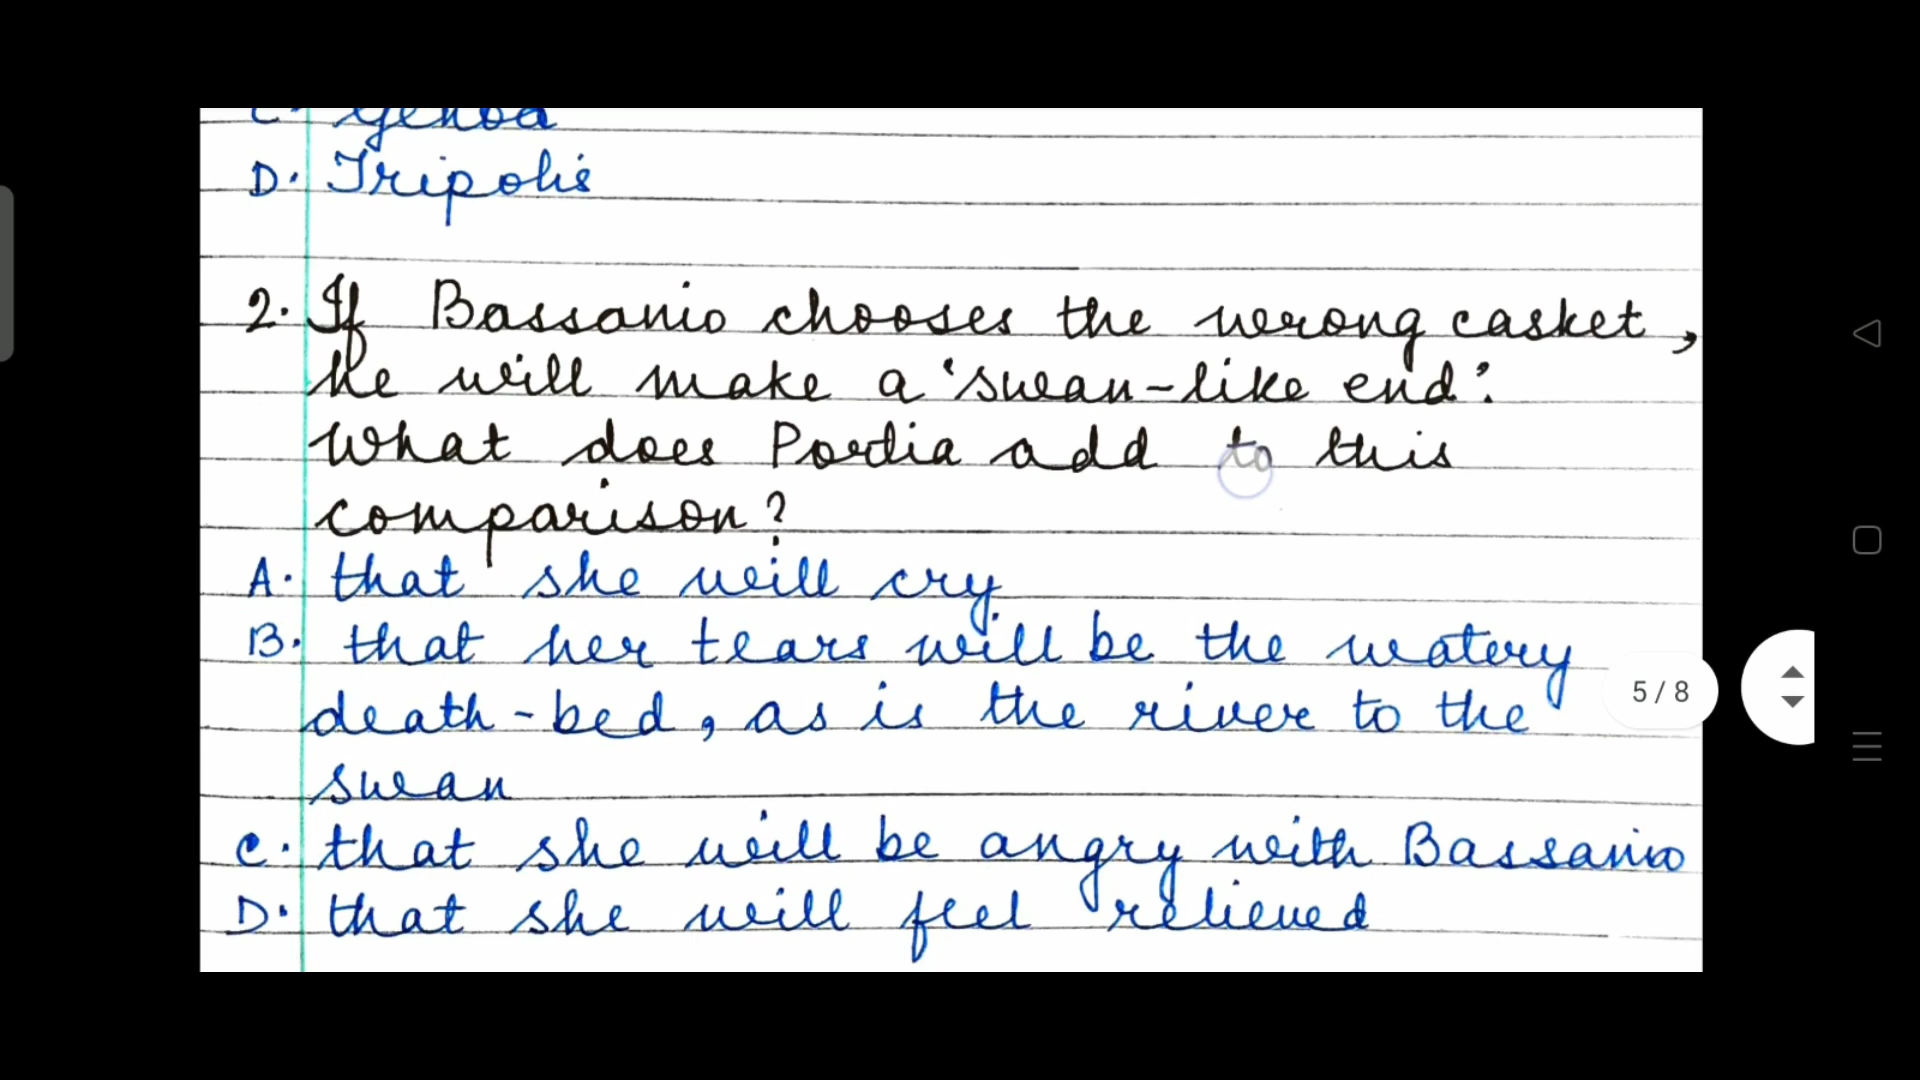 C. Genoa
D. Tripolis
2. If Bassanio chooses the wrong casket,
he will make a 'swan-like end'.
What does Portia add to this
comparison?
A. that she will cry
B. that her tears will be the watery
death-bed, as is the river to the
swan
C. that she will be angry with Bassanio
D. that she will feel relieved
5/8